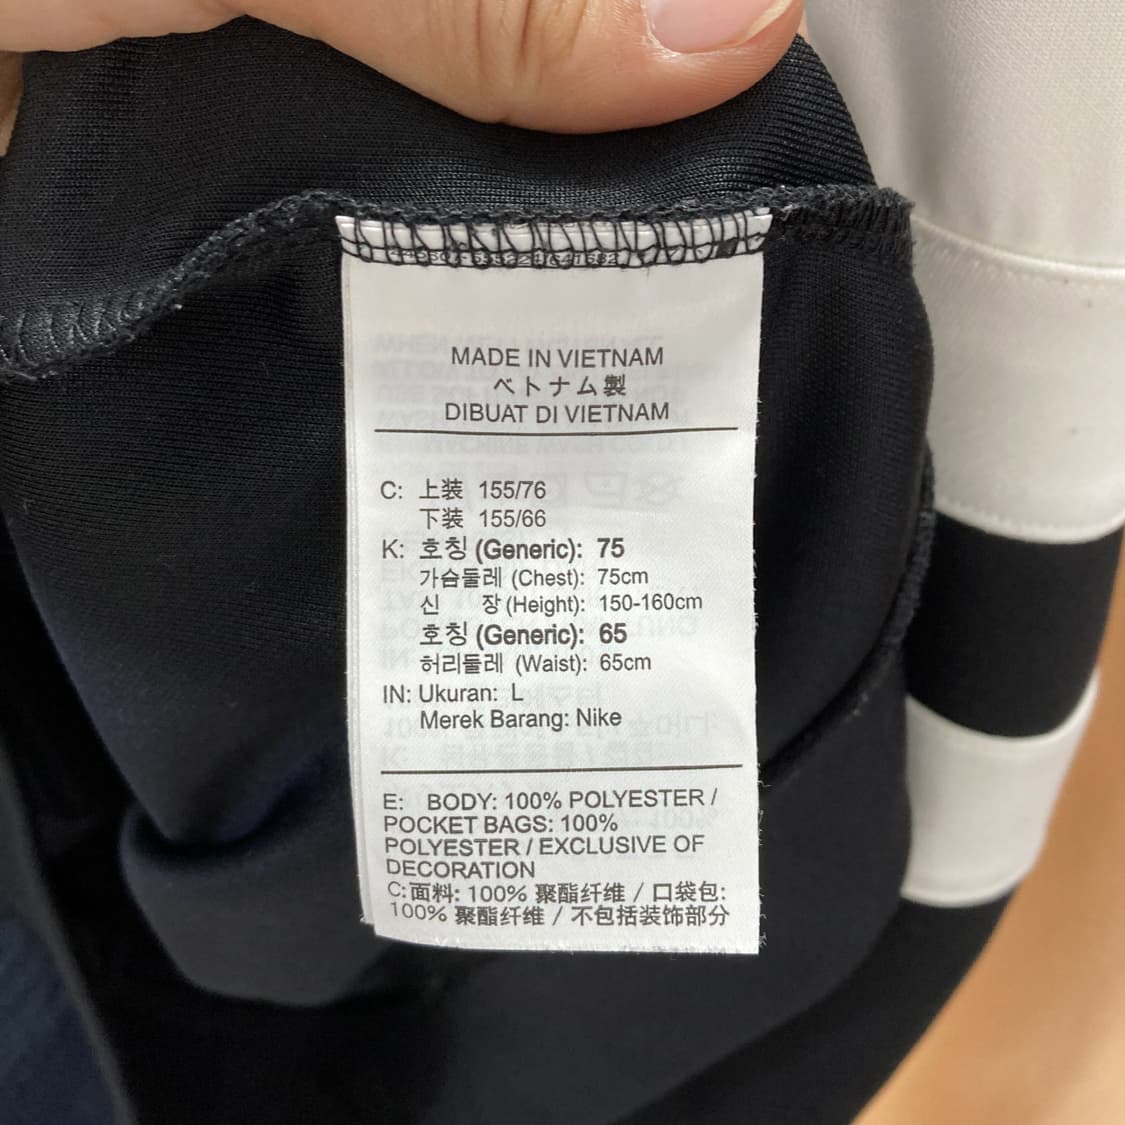 MADE IN VIETNAM
ベトナム製
DIBUAT DI VIETNAM
C: 上装 155/76
下装 155/66
K: 호칭 (Generic): 75
가슴둘레 (Chest): 75cm
신 장 (Height): 150-160cm
호칭 (Generic): 65
허리둘레 (Waist): 65cm
IN: Ukuran: L
Merek Barang: Nike
E: BODY: 100% POLYESTER /
POCKET BAGS: 100%
POLYESTER / EXCLUSIVE OF
DECORATION
C: 面料: 100% 聚酯纤维 / 口袋包:
100% 聚酯纤维 / 不包括装饰部分